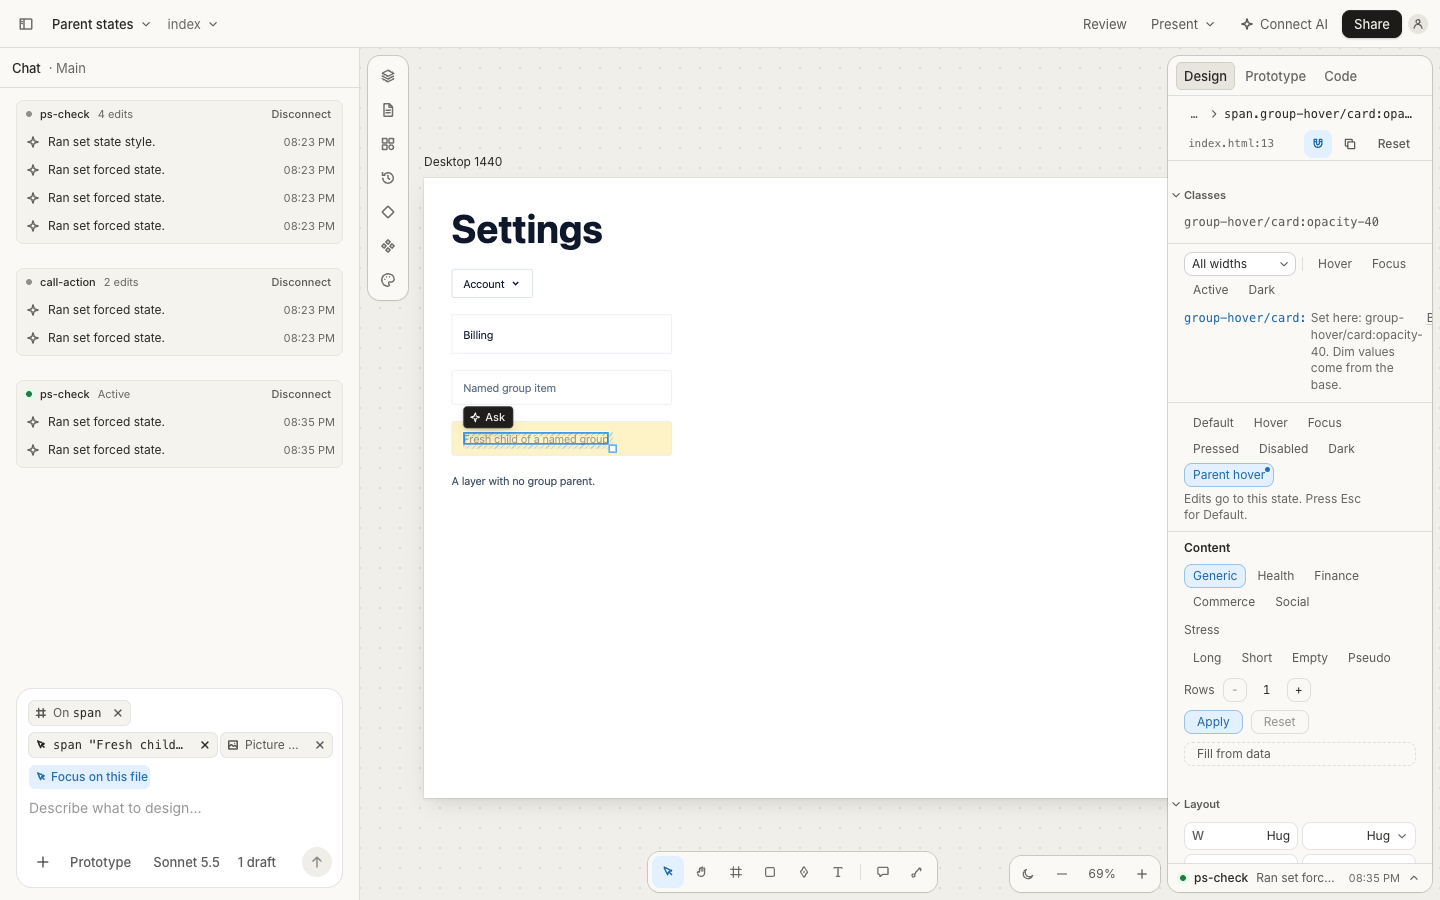 Parent states
index
Review
Present
Connect AI
Share
Chat · Main
ps-check 4 edits Disconnect
Ran set state style. 08:23 PM
Ran set forced state. 08:23 PM
Ran set forced state. 08:23 PM
Ran set forced state. 08:23 PM
call-action 2 edits Disconnect
Ran set forced state. 08:23 PM
Ran set forced state. 08:23 PM
ps-check Active Disconnect
Ran set forced state. 08:35 PM
Ran set forced state. 08:35 PM
On span
span "Fresh child…
Picture …
Focus on this file
Describe what to design...
Prototype
Sonnet 5.5
1 draft
Desktop 1440
Settings
Account
Billing
Named group item
Ask
Fresh child of a named group
A layer with no group parent.
69%
Design Prototype Code
… span.group-hover/card:opa…
index.html:13 Reset
Classes
group-hover/card:opacity-40
All widths Hover Focus
Active Dark
group-hover/card: Set here: group-
hover/card:opacity-
40. Dim values
come from the
base.
Default Hover Focus
Pressed Disabled Dark
Parent hover
Edits go to this state. Press Esc
for Default.
Content
Generic Health Finance
Commerce Social
Stress
Long Short Empty Pseudo
Rows - 1 +
Apply Reset
Fill from data
Layout
W Hug Hug
ps-check Ran set forc… 08:35 PM